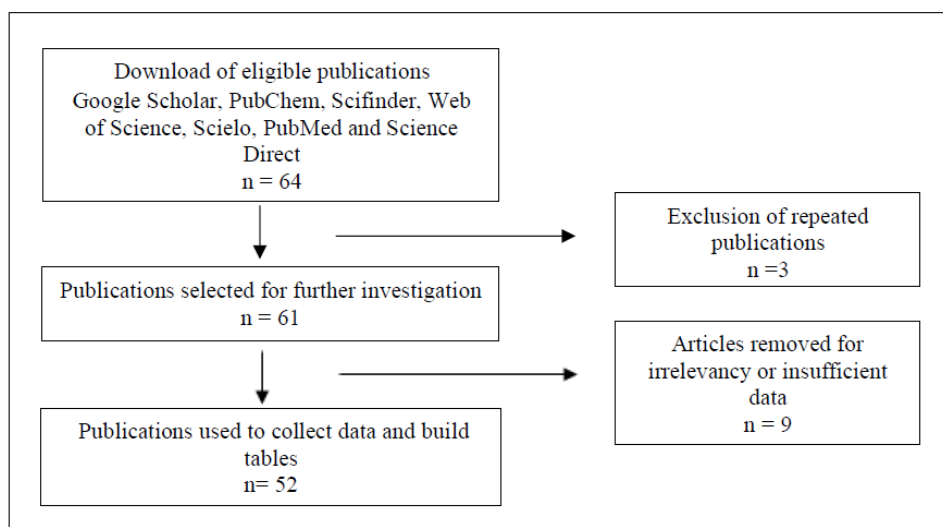 Download of eligible publications
Google Scholar, PubChem, Scifinder, Web
of Science, Scielo, PubMed and Science
Direct
n = 64
Exclusion of repeated
publications
n =3
Publications selected for further investigation
n = 61
Articles removed for
irrelevancy or insufficient
data
n = 9
Publications used to collect data and build
tables
n= 52